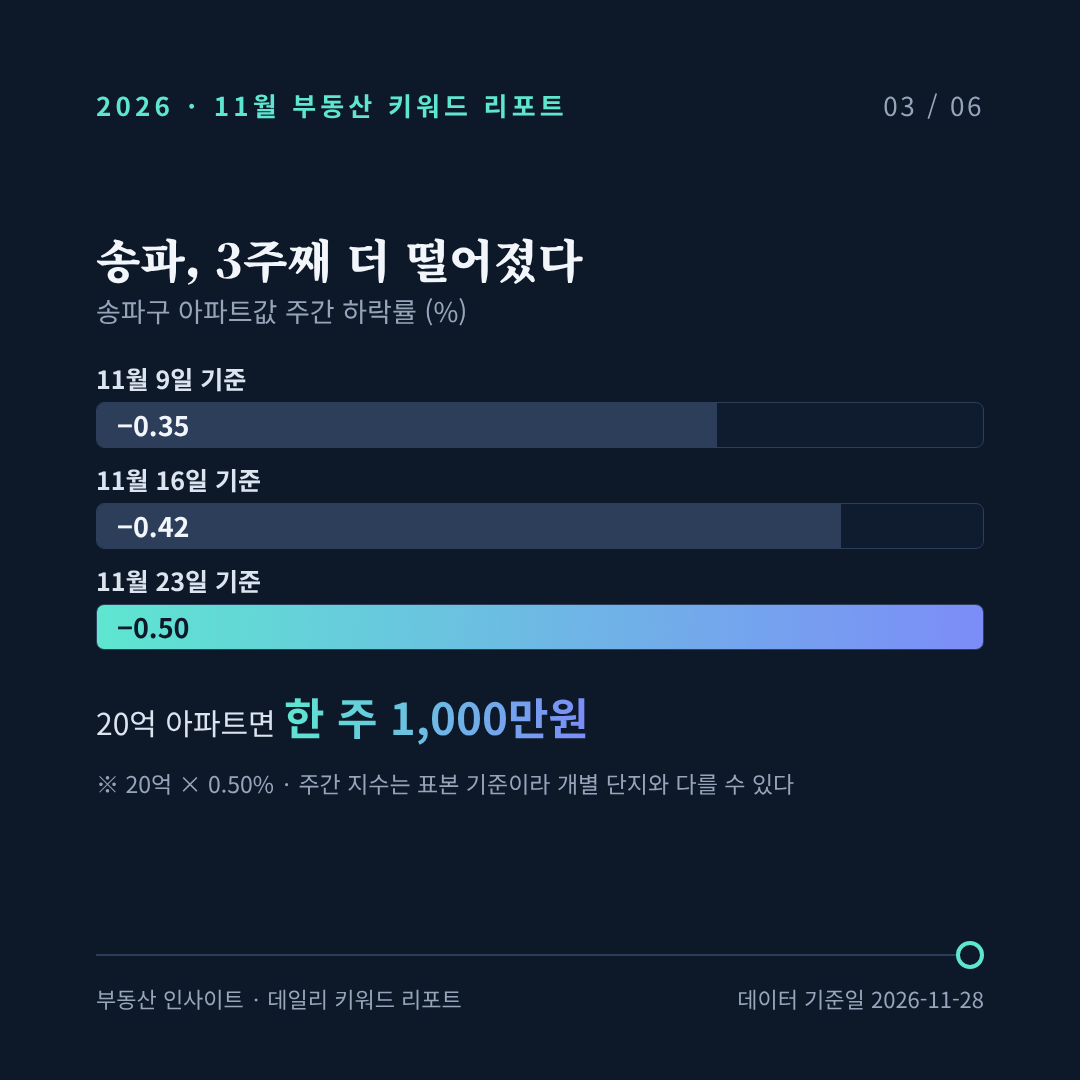 2026 · 11월 부동산 키워드 리포트
03 / 06
송파, 3주째 더 떨어졌다
송파구 아파트값 주간 하락률 (%)
11월 9일 기준
−0.35
11월 16일 기준
−0.42
11월 23일 기준
−0.50
20억 아파트면 한 주 1,000만원
※ 20억 × 0.50% · 주간 지수는 표본 기준이라 개별 단지와 다를 수 있다
부동산 인사이트 · 데일리 키워드 리포트
데이터 기준일 2026-11-28